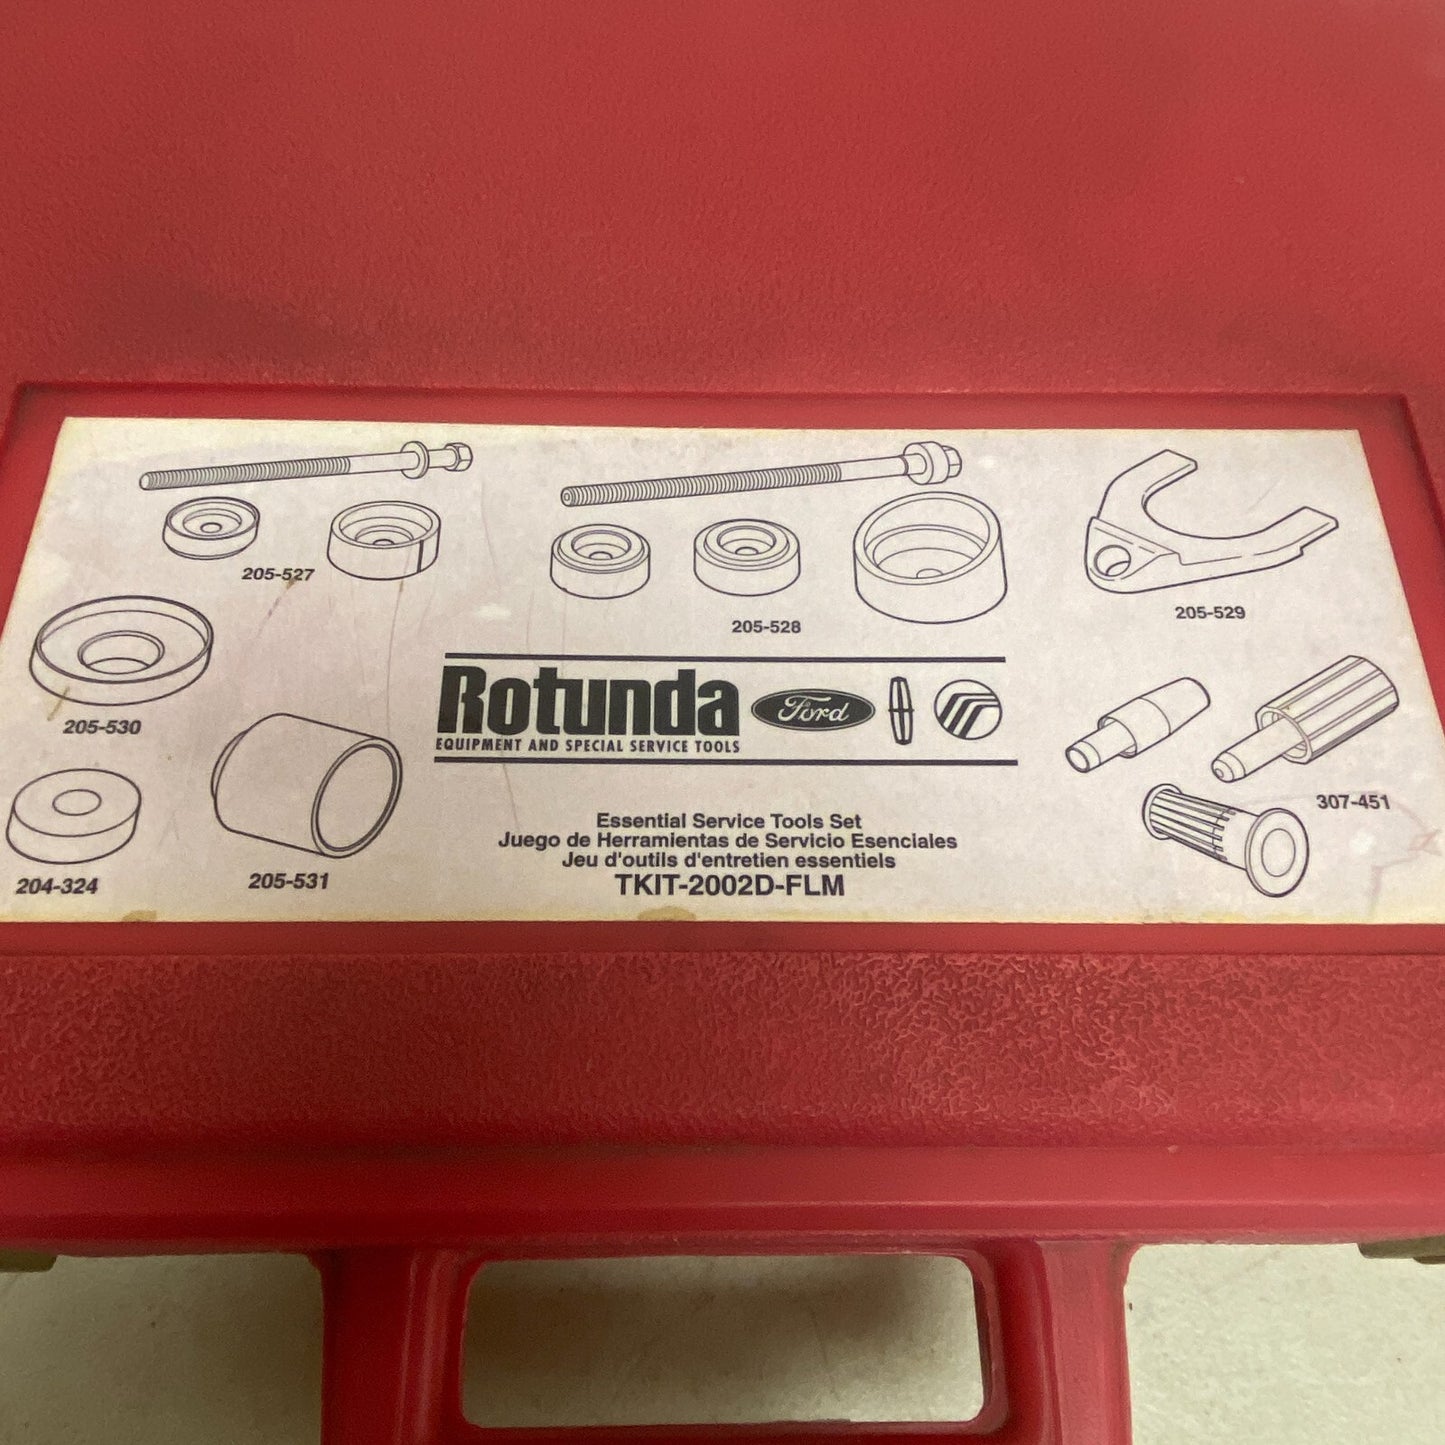 205-527
205-528
205-529
205-530
Rotunda Ford
EQUIPMENT AND SPECIAL SERVICE TOOLS
307-451
Essential Service Tools Set
Juego de Herramientas de Servicio Esenciales
Jeu d'outils d'entretien essentiels
TKIT-2002D-FLM
204-324
205-531